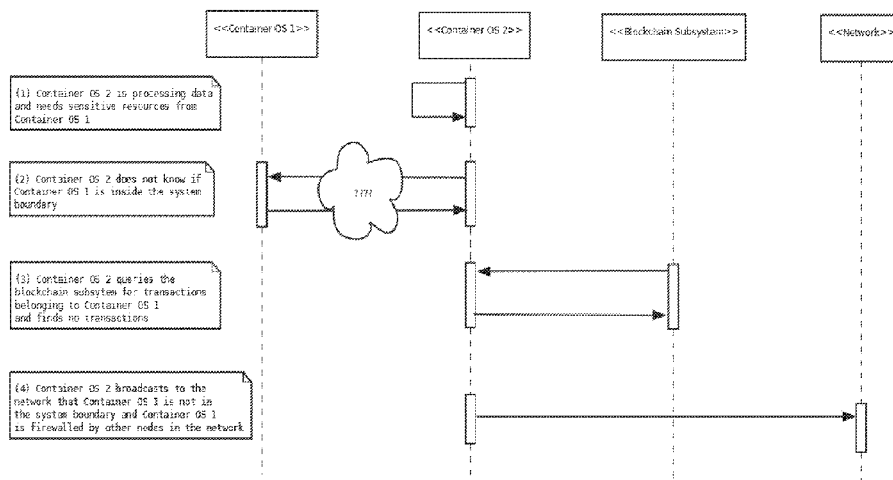 <<Container OS 1>>
<<Container OS 2>>
<<Blockchain Subsystem>>
<<Network>>
(1) Container OS 2 is processing data
and needs sensitive resources from
Container OS 1
(2) Container OS 2 does not know if
Container OS 1 is inside the system
boundary
????
(3) Container OS 2 queries the
blockchain subsytem for transactions
belonging to Container OS 1
and finds no transactions
(4) Container OS 2 broadcasts to the
network that Container OS 1 is not in
the system boundary and Container OS 1
is firewalled by other nodes in the network